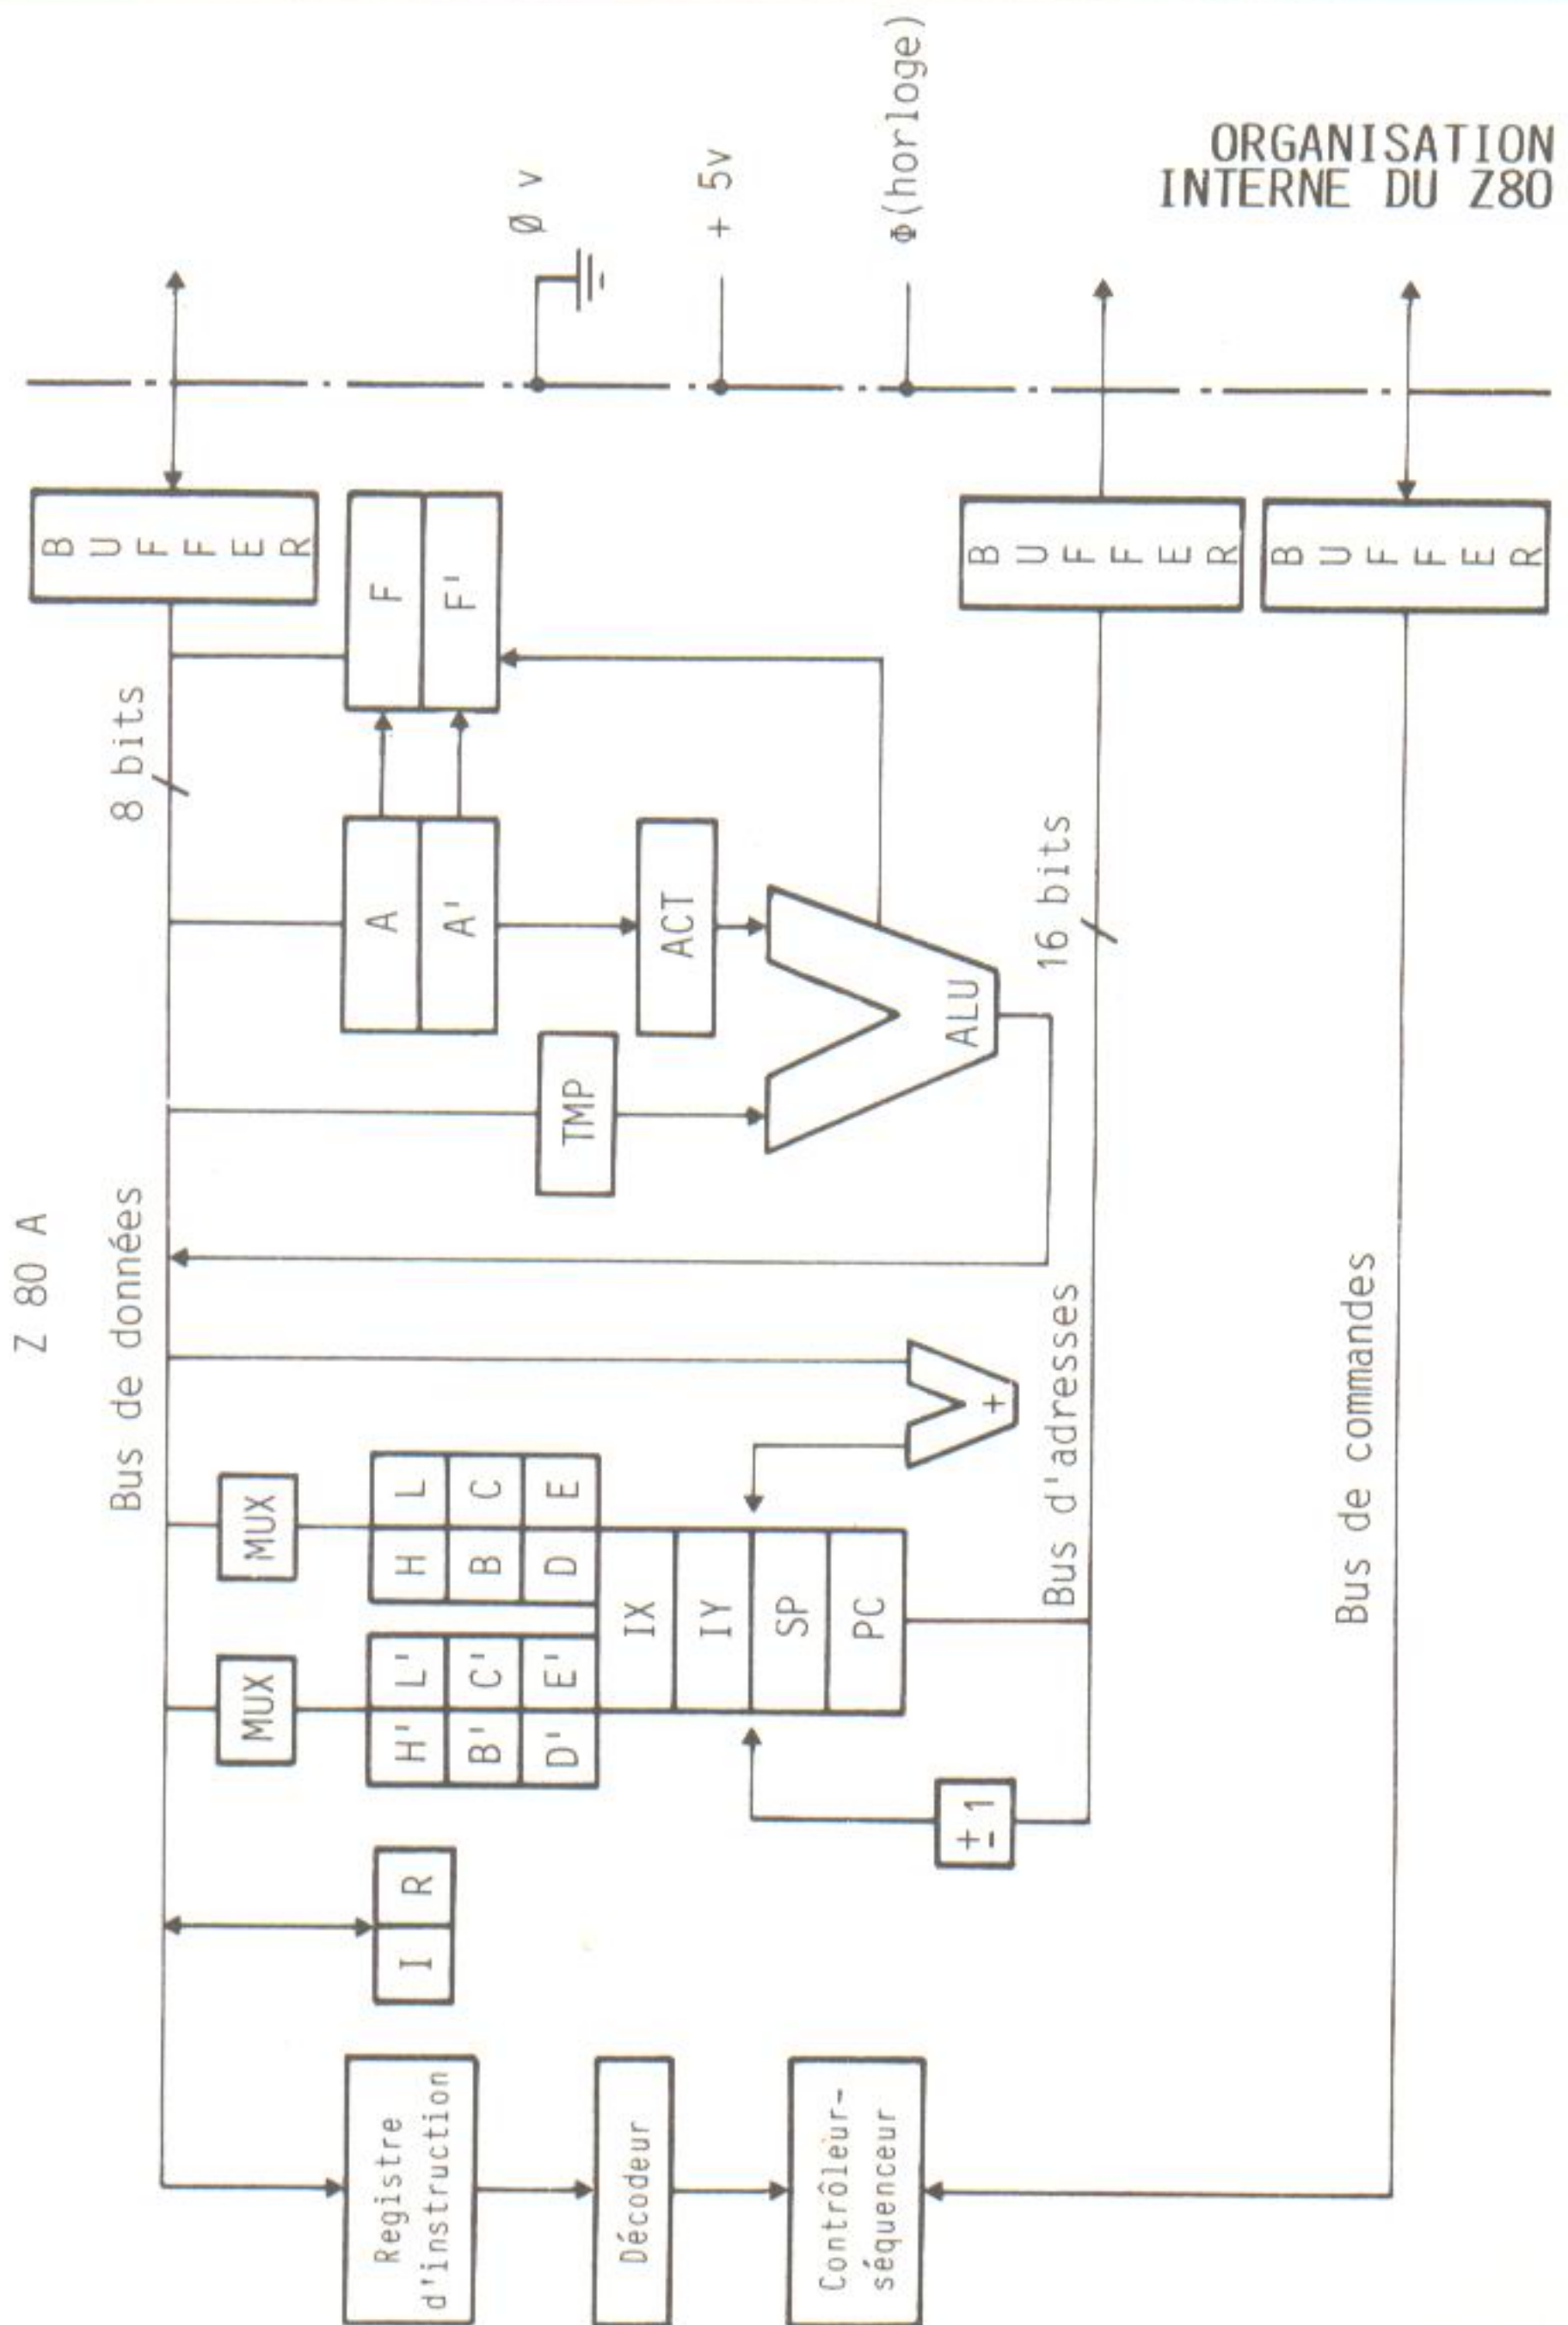 Z 80 A
Bus de données
8 bits
BUFFER
MUX
MUX
H' L' H L
B' C' B C
D' E' D E
IX
IY
SP
PC
I R
± 1
+
TMP
A
A'
F
F'
ACT
ALU
Ø v
+ 5v
Φ(horloge)
Registre
d'instruction
Décodeur
Contrôleur-
séquenceur
Bus d'adresses
16 bits
BUFFER
Bus de commandes
BUFFER
ORGANISATION
INTERNE DU Z80